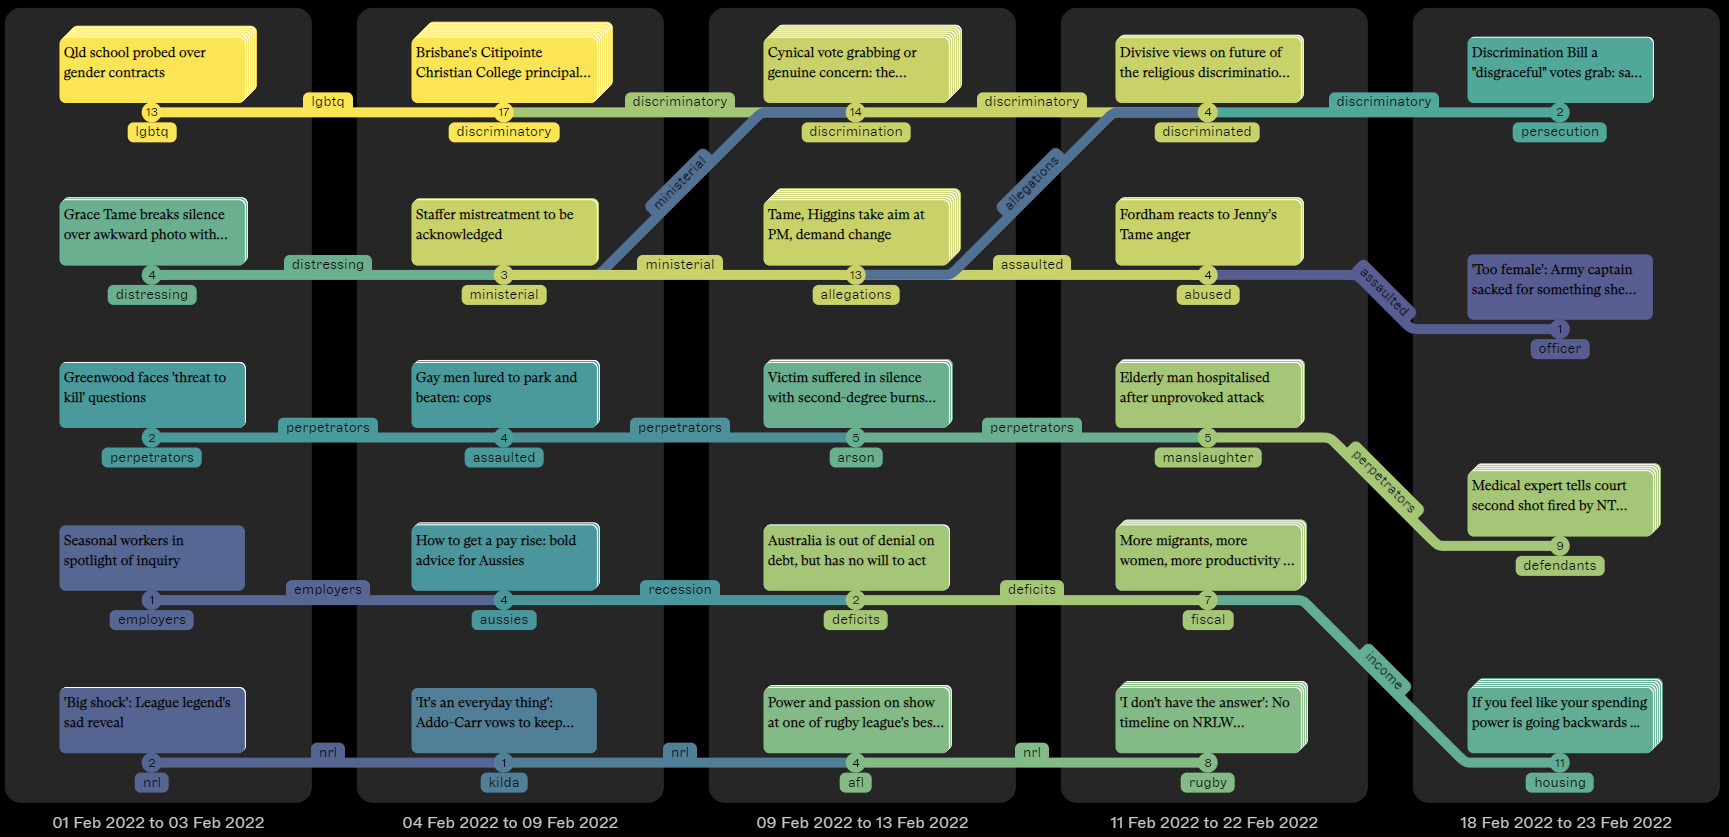 Qld school probed over
gender contracts
13
lgbtq
lgbtq
Brisbane's Citipointe
Christian College principal...
17
discriminatory
discriminatory
Cynical vote grabbing or
genuine concern: the...
14
discrimination
discriminatory
Divisive views on future of
the religious discriminatio...
4
discriminated
discriminatory
Discrimination Bill a
"disgraceful" votes grab: sa...
2
persecution
ministerial
allegations
Grace Tame breaks silence
over awkward photo with...
4
distressing
distressing
Staffer mistreatment to be
acknowledged
3
ministerial
ministerial
Tame, Higgins take aim at
PM, demand change
13
allegations
assaulted
Fordham reacts to Jenny's
Tame anger
4
abused
assaulted
'Too female': Army captain
sacked for something she...
1
officer
Greenwood faces 'threat to
kill' questions
2
perpetrators
perpetrators
Gay men lured to park and
beaten: cops
4
assaulted
perpetrators
Victim suffered in silence
with second-degree burns...
5
arson
perpetrators
Elderly man hospitalised
after unprovoked attack
5
manslaughter
perpetrators
Medical expert tells court
second shot fired by NT...
9
defendants
Seasonal workers in
spotlight of inquiry
1
employers
employers
How to get a pay rise: bold
advice for Aussies
4
aussies
recession
Australia is out of denial on
debt, but has no will to act
2
deficits
deficits
More migrants, more
women, more productivity ...
7
fiscal
income
If you feel like your spending
power is going backwards ...
11
housing
'Big shock': League legend's
sad reveal
2
nrl
nrl
'It's an everyday thing':
Addo-Carr vows to keep...
1
kilda
nrl
Power and passion on show
at one of rugby league's bes...
4
afl
nrl
'I don't have the answer': No
timeline on NRLW...
8
rugby
01 Feb 2022 to 03 Feb 2022
04 Feb 2022 to 09 Feb 2022
09 Feb 2022 to 13 Feb 2022
11 Feb 2022 to 22 Feb 2022
18 Feb 2022 to 23 Feb 2022